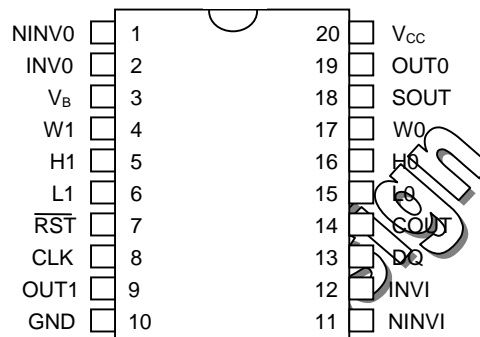 NINV0 1 20 VCC
INV0 2 19 OUT0
VB 3 18 SOUT
W1 4 17 W0
H1 5 16 H0
L1 6 15 L0
RST 7 14 COUT
CLK 8 13 DQ
OUT1 9 12 INVI
GND 10 11 NINVI